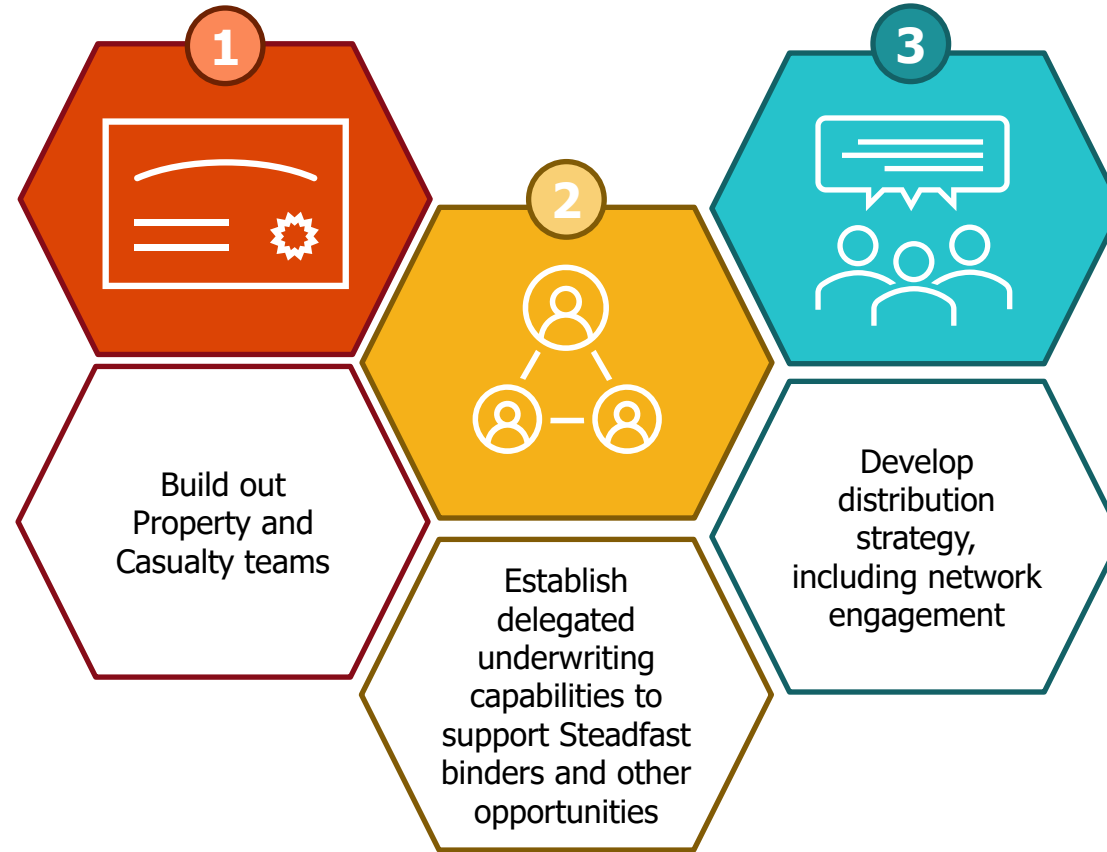 1
Build out
Property and
Casualty teams
2
Establish
delegated
underwriting
capabilities to
support Steadfast
binders and other
opportunities
3
Develop
distribution
strategy,
including network
engagement